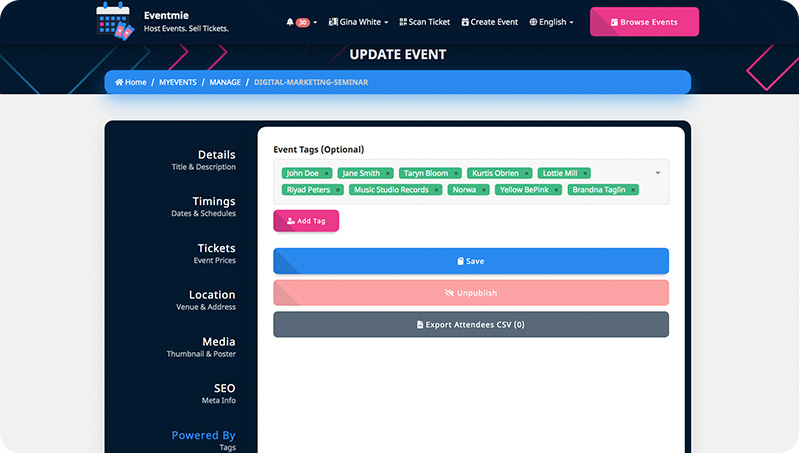 Eventmie
Host Events. Sell Tickets.
30 Gina White Scan Ticket Create Event English Browse Events
UPDATE EVENT
Home / MYEVENTS / MANAGE / DIGITAL-MARKETING-SEMINAR
Details
Title & Description
Timings
Dates & Schedules
Tickets
Event Prices
Location
Venue & Address
Media
Thumbnail & Poster
SEO
Meta Info
Powered By
Tags
Event Tags (Optional)
John Doe × Jane Smith × Taryn Bloom × Kurtis Obrien × Lottie Mill ×
Riyad Peters × Music Studio Records × Norwa × Yellow BePink × Brandna Taglin ×
Add Tag
Save
Unpublish
Export Attendees CSV (0)